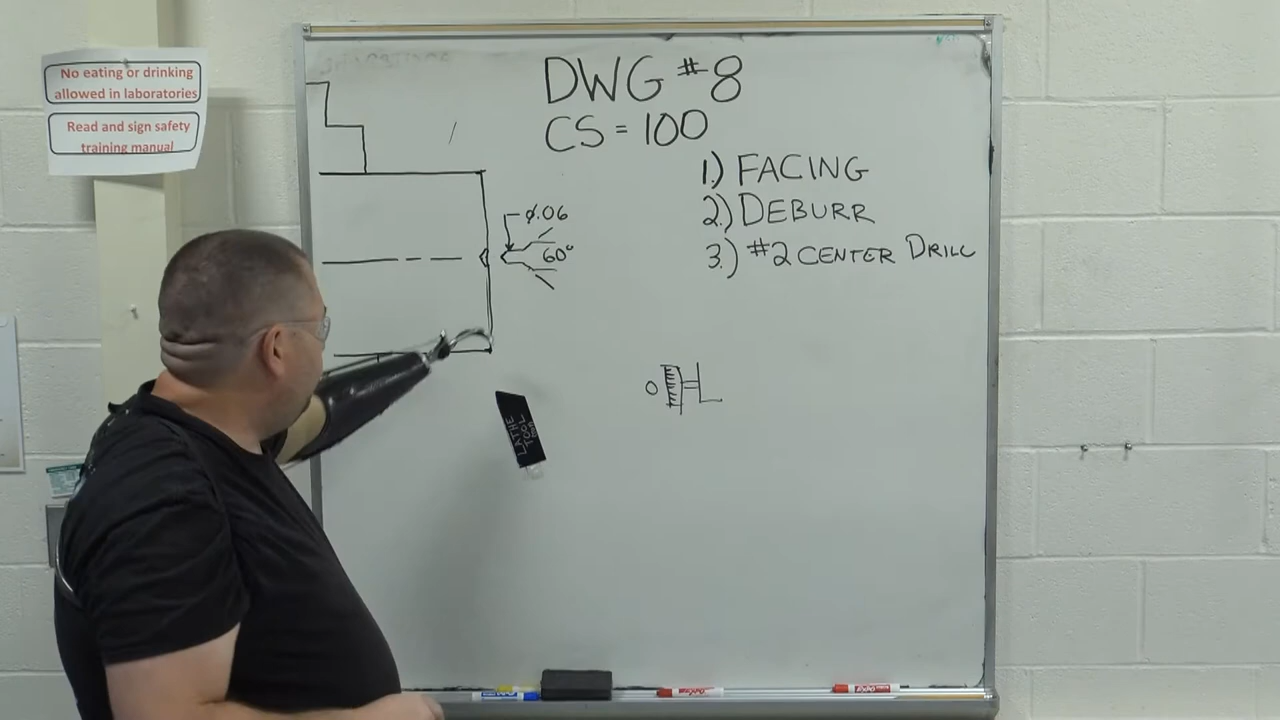 No eating or drinking
allowed in laboratories
Read and sign safety
training manual
DWG #8
CS = 100
1.) FACING
2.) DEBURR
3.) #2 CENTER DRILL
Ø.06
60°
0
LATHE
TOOL